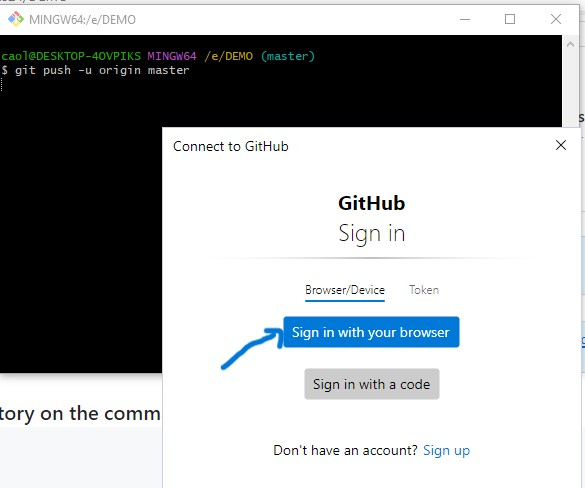 MINGW64:/e/DEMO
caol@DESKTOP-4OVPIKS MINGW64 /e/DEMO (master)
$ git push -u origin master
Connect to GitHub
GitHub
Sign in
Browser/Device Token
Sign in with your browser
Sign in with a code
tory on the comm
Don't have an account? Sign up